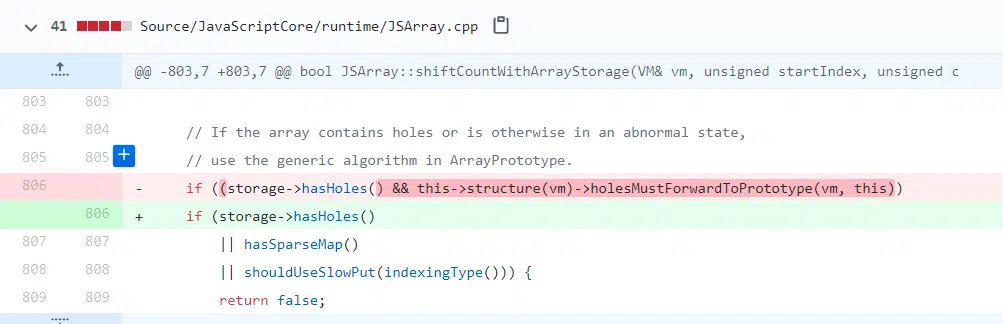 41 Source/JavaScriptCore/runtime/JSArray.cpp
@@ -803,7 +803,7 @@ bool JSArray::shiftCountWithArrayStorage(VM& vm, unsigned startIndex, unsigned c
803 803
804 804 // If the array contains holes or is otherwise in an abnormal state,
805 805 + // use the generic algorithm in ArrayPrototype.
806 - if ((storage->hasHoles() && this->structure(vm)->holesMustForwardToPrototype(vm, this))
806 + if (storage->hasHoles()
807 807 || hasSparseMap()
808 808 || shouldUseSlowPut(indexingType())) {
809 809 return false;